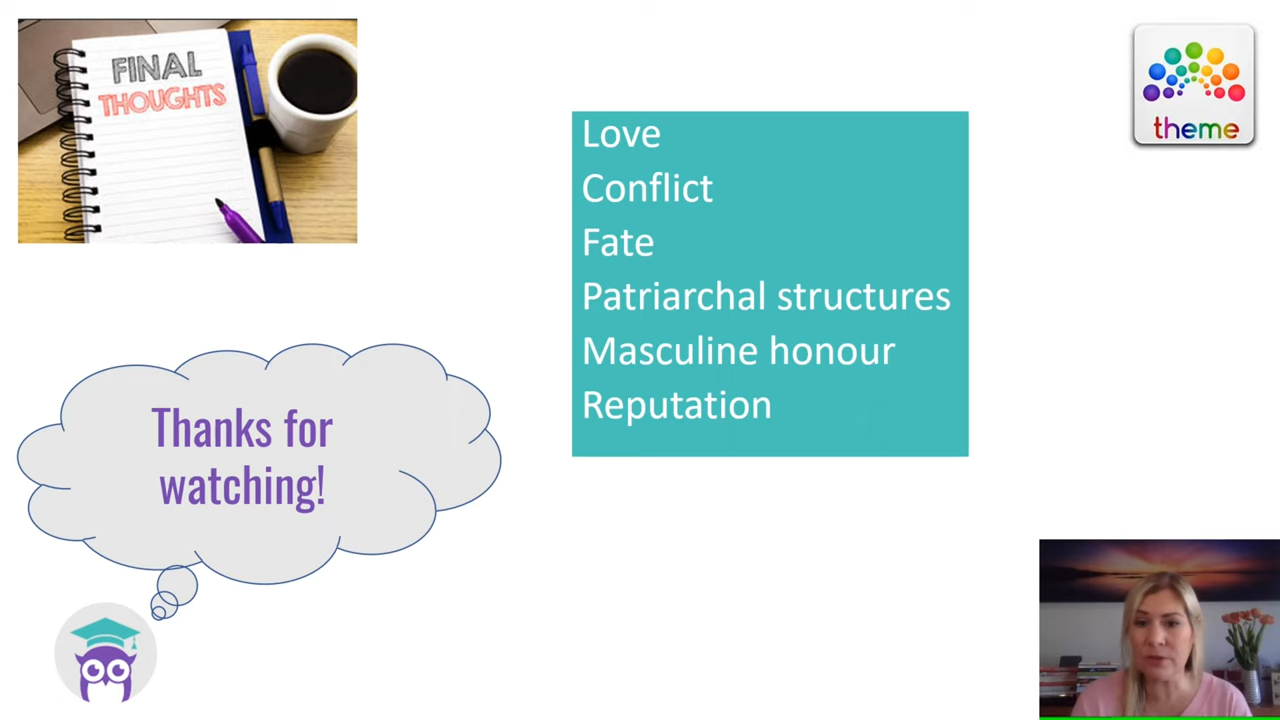 FINAL
THOUGHTS
theme
Love
Conflict
Fate
Patriarchal structures
Masculine honour
Reputation
Thanks for
watching!